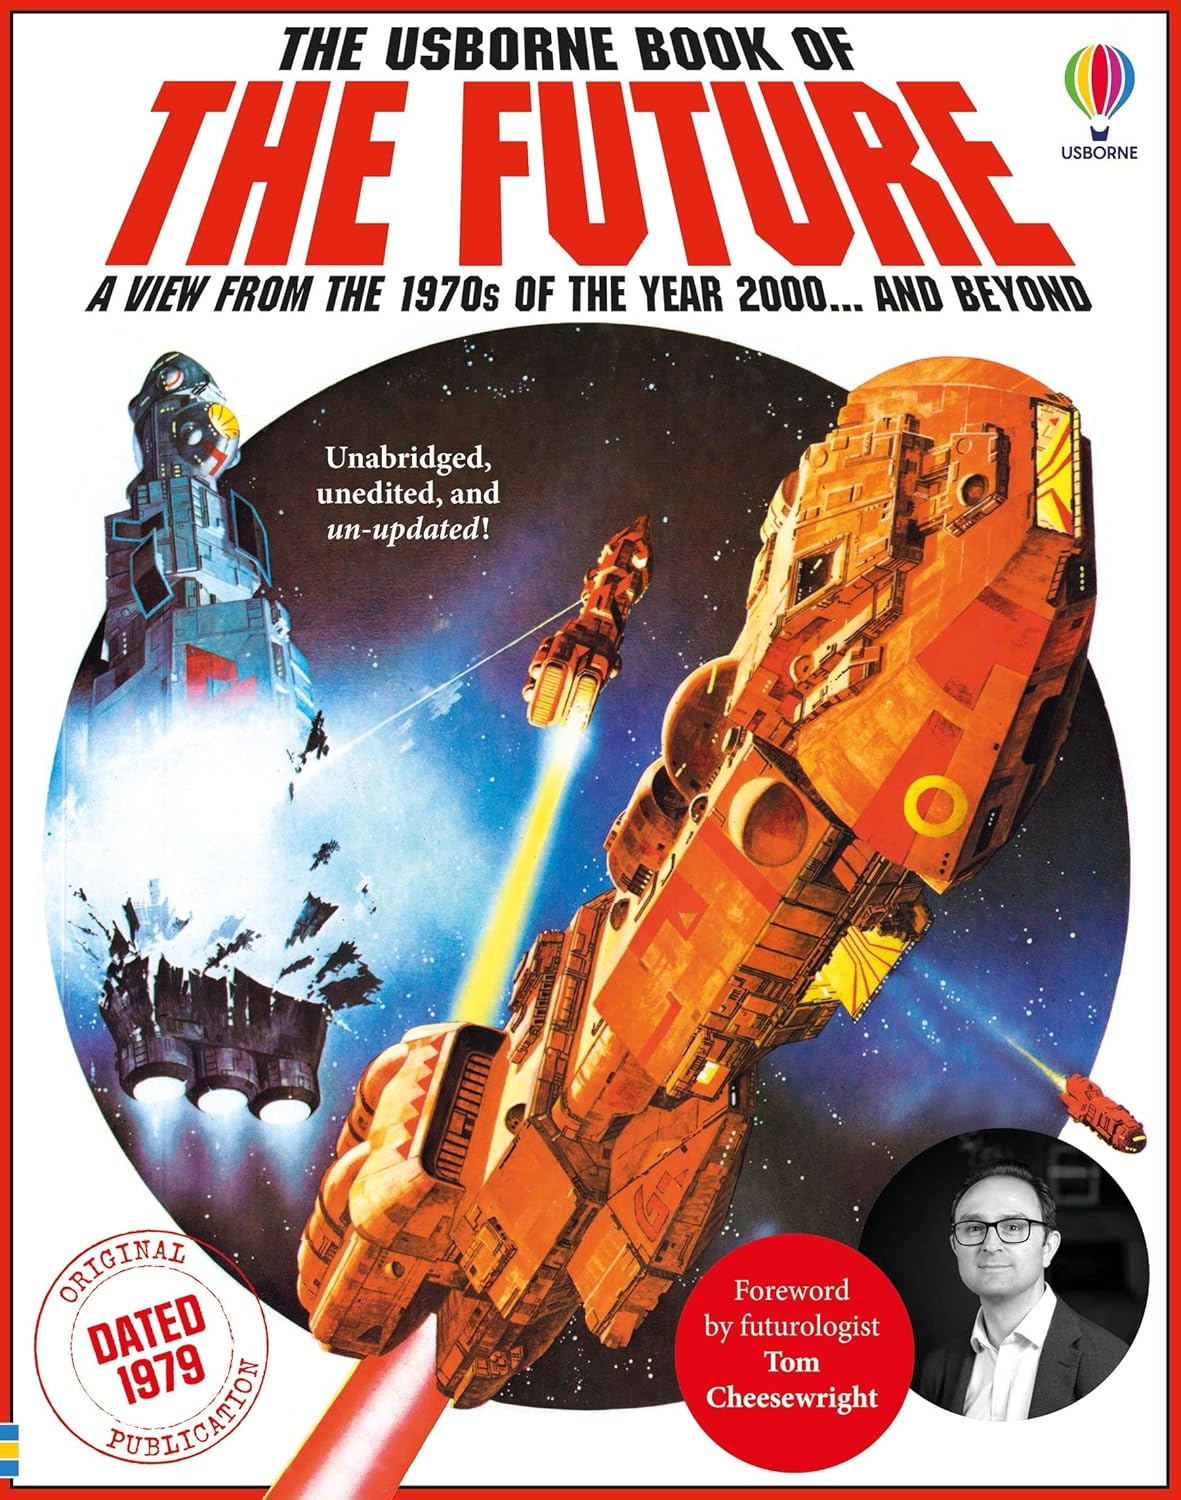 THE USBORNE BOOK OF
THE FUTURE
USBORNE
A VIEW FROM THE 1970s OF THE YEAR 2000... AND BEYOND
Unabridged,
unedited, and
un-updated!
G-
ORIGINAL
DATED
1979
PUBLICATION
Foreword
by futurologist
Tom
Cheesewright